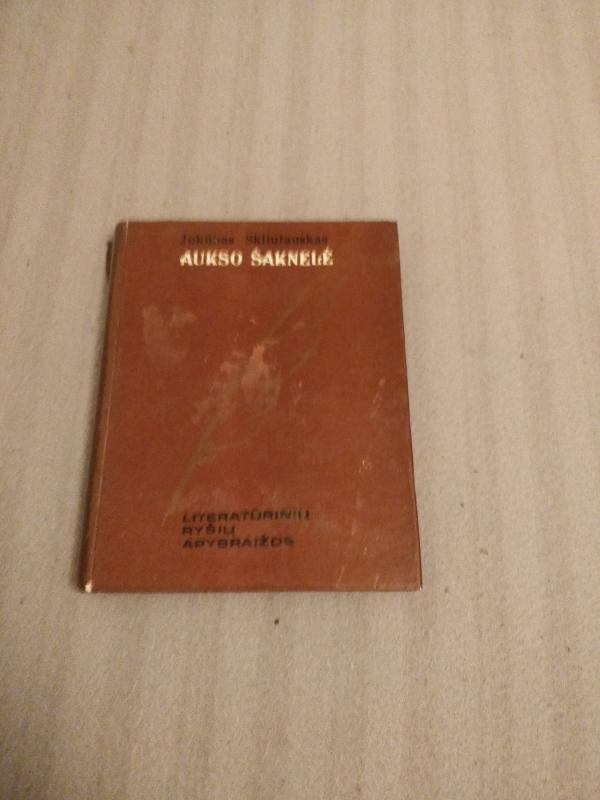 Jokūbas Skliutauskas
AUKSO ŠAKNELĖ
LITERATŪRINIŲ
RYŠIŲ
APYBRAIŽOS